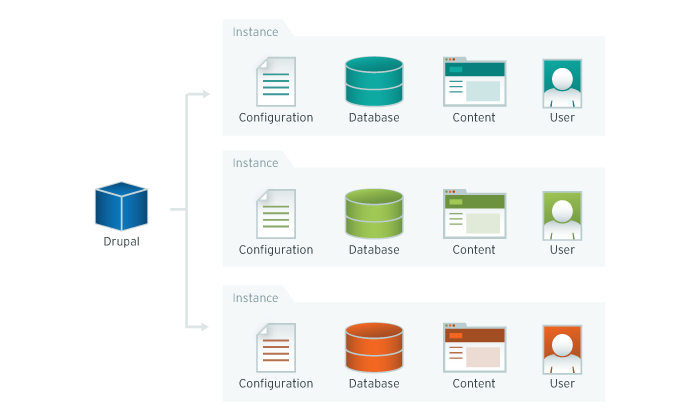 Instance
Configuration Database Content User
Instance
Drupal
Configuration Database Content User
Instance
Configuration Database Content User